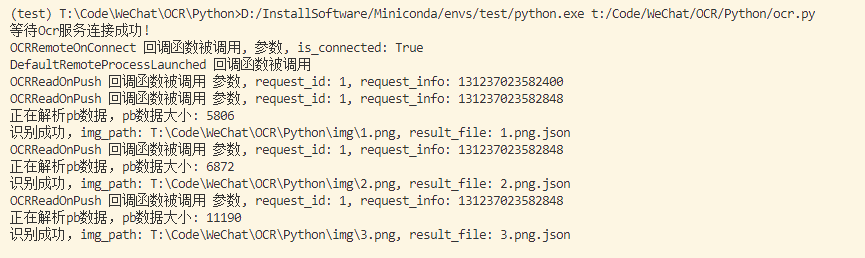 (test) T:\Code\WeChat\OCR\Python>D:/InstallSoftware/Miniconda/envs/test/python.exe t:/Code/WeChat/OCR/Python/ocr.py
等待Ocr服务连接成功!
OCRRemoteOnConnect 回调函数被调用, 参数, is_connected: True
DefaultRemoteProcessLaunched 回调函数被调用
OCRReadOnPush 回调函数被调用 参数, request_id: 1, request_info: 131237023582400
OCRReadOnPush 回调函数被调用 参数, request_id: 1, request_info: 131237023582848
正在解析pb数据，pb数据大小: 5806
识别成功，img_path: T:\Code\WeChat\OCR\Python\img\1.png, result_file: 1.png.json
OCRReadOnPush 回调函数被调用 参数, request_id: 1, request_info: 131237023582848
正在解析pb数据，pb数据大小: 6872
识别成功，img_path: T:\Code\WeChat\OCR\Python\img\2.png, result_file: 2.png.json
OCRReadOnPush 回调函数被调用 参数, request_id: 1, request_info: 131237023582848
正在解析pb数据，pb数据大小: 11190
识别成功，img_path: T:\Code\WeChat\OCR\Python\img\3.png, result_file: 3.png.json